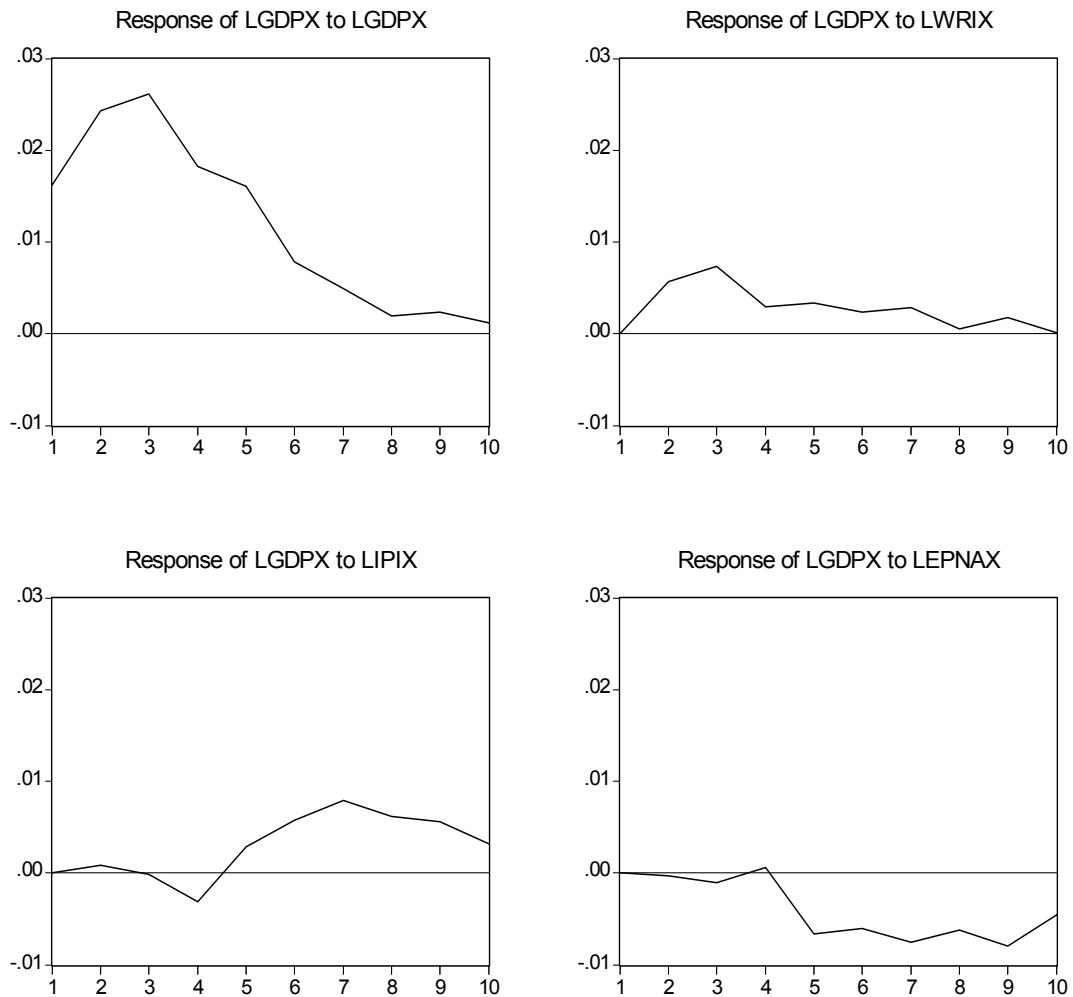 Response of LGDPX to LGDPX
.03
.02
.01
.00
-.01
1 2 3 4 5 6 7 8 9 10
Response of LGDPX to LWRIX
.03
.02
.01
.00
-.01
1 2 3 4 5 6 7 8 9 10
Response of LGDPX to LIPIX
.03
.02
.01
.00
-.01
1 2 3 4 5 6 7 8 9 10
Response of LGDPX to LEPNAX
.03
.02
.01
.00
-.01
1 2 3 4 5 6 7 8 9 10